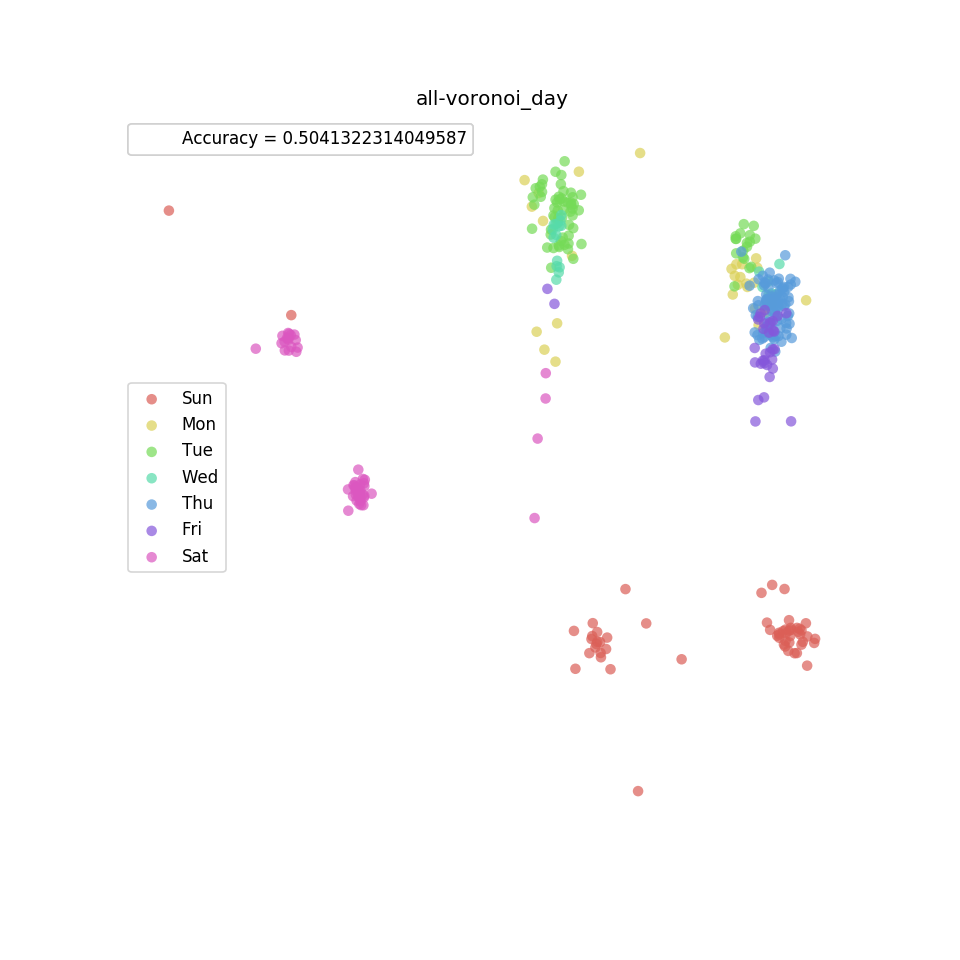 all-voronoi_day
Accuracy = 0.5041322314049587
Sun
Mon
Tue
Wed
Thu
Fri
Sat